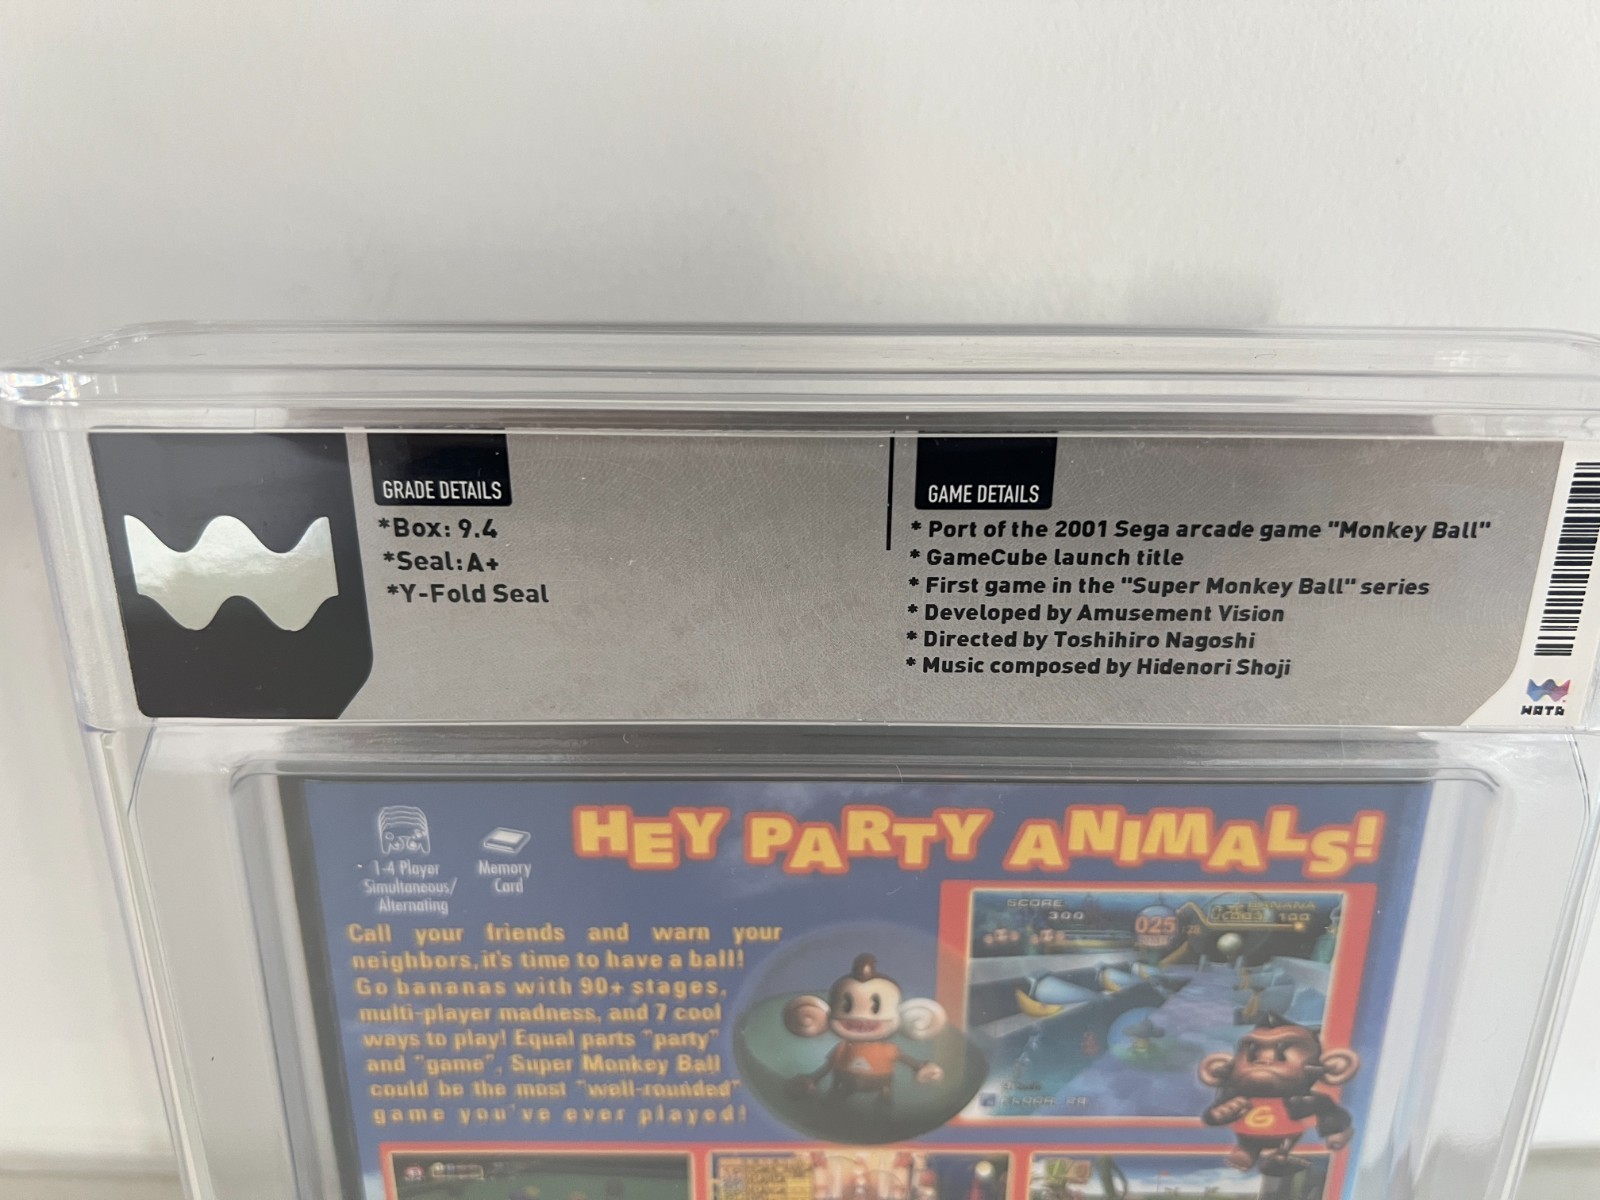 GRADE DETAILS
*Box: 9.4
*Seal: A+
*Y-Fold Seal
GAME DETAILS
* Port of the 2001 Sega arcade game "Monkey Ball"
* GameCube launch title
* First game in the "Super Monkey Ball" series
* Developed by Amusement Vision
* Directed by Toshihiro Nagoshi
* Music composed by Hidenori Shoji
WATA
HEY PARTY ANIMALS!
1-4 Player
Simultaneous/
Alternating
Memory
Card
Call your friends and warn your
neighbors, it's time to have a ball!
Go bananas with 90+ stages,
multi-player madness, and 7 cool
ways to play! Equal parts "party"
and "game", Super Monkey Ball
could be the most "well-rounded"
game you've ever played!
SCORE
300
025
BANANA
100
G